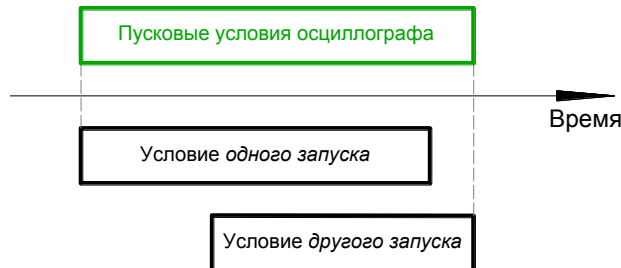 Пусковые условия осциллографа
Время
Условие одного запуска
Условие другого запуска